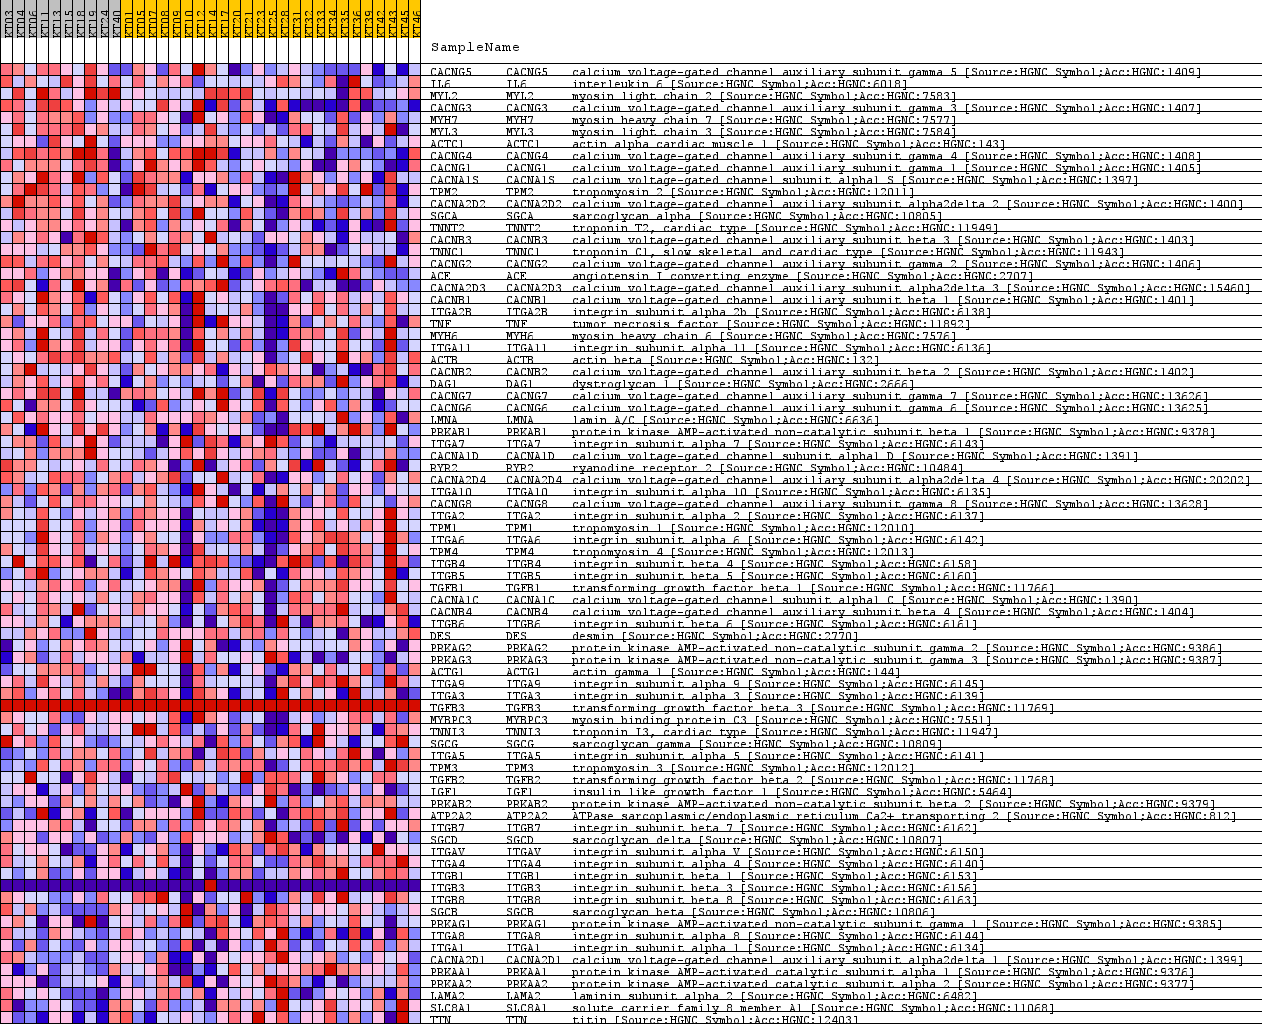 KT03 KT04 KT06 KT11 KT13 KT15 KT18 KT19 KT24 KT40 KT01 KT05 KT07 KT08 KT09 KT10 KT12 KT14 KT17 KT20 KT21 KT23 KT25 KT28 KT31 KT32 KT33 KT34 KT35 KT36 KT39 KT42 KT43 KT45 KT46
SampleName
CACNG5 CACNG5 calcium voltage-gated channel auxiliary subunit gamma 5 [Source:HGNC Symbol;Acc:HGNC:1409]
IL6 IL6 interleukin 6 [Source:HGNC Symbol;Acc:HGNC:6018]
MYL2 MYL2 myosin light chain 2 [Source:HGNC Symbol;Acc:HGNC:7583]
CACNG3 CACNG3 calcium voltage-gated channel auxiliary subunit gamma 3 [Source:HGNC Symbol;Acc:HGNC:1407]
MYH7 MYH7 myosin heavy chain 7 [Source:HGNC Symbol;Acc:HGNC:7577]
MYL3 MYL3 myosin light chain 3 [Source:HGNC Symbol;Acc:HGNC:7584]
ACTC1 ACTC1 actin alpha cardiac muscle 1 [Source:HGNC Symbol;Acc:HGNC:143]
CACNG4 CACNG4 calcium voltage-gated channel auxiliary subunit gamma 4 [Source:HGNC Symbol;Acc:HGNC:1408]
CACNG1 CACNG1 calcium voltage-gated channel auxiliary subunit gamma 1 [Source:HGNC Symbol;Acc:HGNC:1405]
CACNA1S CACNA1S calcium voltage-gated channel subunit alpha1 S [Source:HGNC Symbol;Acc:HGNC:1397]
TPM2 TPM2 tropomyosin 2 [Source:HGNC Symbol;Acc:HGNC:12011]
CACNA2D2 CACNA2D2 calcium voltage-gated channel auxiliary subunit alpha2delta 2 [Source:HGNC Symbol;Acc:HGNC:1400]
SGCA SGCA sarcoglycan alpha [Source:HGNC Symbol;Acc:HGNC:10805]
TNNT2 TNNT2 troponin T2, cardiac type [Source:HGNC Symbol;Acc:HGNC:11949]
CACNB3 CACNB3 calcium voltage-gated channel auxiliary subunit beta 3 [Source:HGNC Symbol;Acc:HGNC:1403]
TNNC1 TNNC1 troponin C1, slow skeletal and cardiac type [Source:HGNC Symbol;Acc:HGNC:11943]
CACNG2 CACNG2 calcium voltage-gated channel auxiliary subunit gamma 2 [Source:HGNC Symbol;Acc:HGNC:1406]
ACE ACE angiotensin I converting enzyme [Source:HGNC Symbol;Acc:HGNC:2707]
CACNA2D3 CACNA2D3 calcium voltage-gated channel auxiliary subunit alpha2delta 3 [Source:HGNC Symbol;Acc:HGNC:15460]
CACNB1 CACNB1 calcium voltage-gated channel auxiliary subunit beta 1 [Source:HGNC Symbol;Acc:HGNC:1401]
ITGA2B ITGA2B integrin subunit alpha 2b [Source:HGNC Symbol;Acc:HGNC:6138]
TNF TNF tumor necrosis factor [Source:HGNC Symbol;Acc:HGNC:11892]
MYH6 MYH6 myosin heavy chain 6 [Source:HGNC Symbol;Acc:HGNC:7576]
ITGA11 ITGA11 integrin subunit alpha 11 [Source:HGNC Symbol;Acc:HGNC:6136]
ACTB ACTB actin beta [Source:HGNC Symbol;Acc:HGNC:132]
CACNB2 CACNB2 calcium voltage-gated channel auxiliary subunit beta 2 [Source:HGNC Symbol;Acc:HGNC:1402]
DAG1 DAG1 dystroglycan 1 [Source:HGNC Symbol;Acc:HGNC:2666]
CACNG7 CACNG7 calcium voltage-gated channel auxiliary subunit gamma 7 [Source:HGNC Symbol;Acc:HGNC:13626]
CACNG6 CACNG6 calcium voltage-gated channel auxiliary subunit gamma 6 [Source:HGNC Symbol;Acc:HGNC:13625]
LMNA LMNA lamin A/C [Source:HGNC Symbol;Acc:HGNC:6636]
PRKAB1 PRKAB1 protein kinase AMP-activated non-catalytic subunit beta 1 [Source:HGNC Symbol;Acc:HGNC:9378]
ITGA7 ITGA7 integrin subunit alpha 7 [Source:HGNC Symbol;Acc:HGNC:6143]
CACNA1D CACNA1D calcium voltage-gated channel subunit alpha1 D [Source:HGNC Symbol;Acc:HGNC:1391]
RYR2 RYR2 ryanodine receptor 2 [Source:HGNC Symbol;Acc:HGNC:10484]
CACNA2D4 CACNA2D4 calcium voltage-gated channel auxiliary subunit alpha2delta 4 [Source:HGNC Symbol;Acc:HGNC:20202]
ITGA10 ITGA10 integrin subunit alpha 10 [Source:HGNC Symbol;Acc:HGNC:6135]
CACNG8 CACNG8 calcium voltage-gated channel auxiliary subunit gamma 8 [Source:HGNC Symbol;Acc:HGNC:13628]
ITGA2 ITGA2 integrin subunit alpha 2 [Source:HGNC Symbol;Acc:HGNC:6137]
TPM1 TPM1 tropomyosin 1 [Source:HGNC Symbol;Acc:HGNC:12010]
ITGA6 ITGA6 integrin subunit alpha 6 [Source:HGNC Symbol;Acc:HGNC:6142]
TPM4 TPM4 tropomyosin 4 [Source:HGNC Symbol;Acc:HGNC:12013]
ITGB4 ITGB4 integrin subunit beta 4 [Source:HGNC Symbol;Acc:HGNC:6158]
ITGB5 ITGB5 integrin subunit beta 5 [Source:HGNC Symbol;Acc:HGNC:6160]
TGFB1 TGFB1 transforming growth factor beta 1 [Source:HGNC Symbol;Acc:HGNC:11766]
CACNA1C CACNA1C calcium voltage-gated channel subunit alpha1 C [Source:HGNC Symbol;Acc:HGNC:1390]
CACNB4 CACNB4 calcium voltage-gated channel auxiliary subunit beta 4 [Source:HGNC Symbol;Acc:HGNC:1404]
ITGB6 ITGB6 integrin subunit beta 6 [Source:HGNC Symbol;Acc:HGNC:6161]
DES DES desmin [Source:HGNC Symbol;Acc:HGNC:2770]
PRKAG2 PRKAG2 protein kinase AMP-activated non-catalytic subunit gamma 2 [Source:HGNC Symbol;Acc:HGNC:9386]
PRKAG3 PRKAG3 protein kinase AMP-activated non-catalytic subunit gamma 3 [Source:HGNC Symbol;Acc:HGNC:9387]
ACTG1 ACTG1 actin gamma 1 [Source:HGNC Symbol;Acc:HGNC:144]
ITGA9 ITGA9 integrin subunit alpha 9 [Source:HGNC Symbol;Acc:HGNC:6145]
ITGA3 ITGA3 integrin subunit alpha 3 [Source:HGNC Symbol;Acc:HGNC:6139]
TGFB3 TGFB3 transforming growth factor beta 3 [Source:HGNC Symbol;Acc:HGNC:11769]
MYBPC3 MYBPC3 myosin binding protein C3 [Source:HGNC Symbol;Acc:HGNC:7551]
TNNI3 TNNI3 troponin I3, cardiac type [Source:HGNC Symbol;Acc:HGNC:11947]
SGCG SGCG sarcoglycan gamma [Source:HGNC Symbol;Acc:HGNC:10809]
ITGA5 ITGA5 integrin subunit alpha 5 [Source:HGNC Symbol;Acc:HGNC:6141]
TPM3 TPM3 tropomyosin 3 [Source:HGNC Symbol;Acc:HGNC:12012]
TGFB2 TGFB2 transforming growth factor beta 2 [Source:HGNC Symbol;Acc:HGNC:11768]
IGF1 IGF1 insulin like growth factor 1 [Source:HGNC Symbol;Acc:HGNC:5464]
PRKAB2 PRKAB2 protein kinase AMP-activated non-catalytic subunit beta 2 [Source:HGNC Symbol;Acc:HGNC:9379]
ATP2A2 ATP2A2 ATPase sarcoplasmic/endoplasmic reticulum Ca2+ transporting 2 [Source:HGNC Symbol;Acc:HGNC:812]
ITGB7 ITGB7 integrin subunit beta 7 [Source:HGNC Symbol;Acc:HGNC:6162]
SGCD SGCD sarcoglycan delta [Source:HGNC Symbol;Acc:HGNC:10807]
ITGAV ITGAV integrin subunit alpha V [Source:HGNC Symbol;Acc:HGNC:6150]
ITGA4 ITGA4 integrin subunit alpha 4 [Source:HGNC Symbol;Acc:HGNC:6140]
ITGB1 ITGB1 integrin subunit beta 1 [Source:HGNC Symbol;Acc:HGNC:6153]
ITGB3 ITGB3 integrin subunit beta 3 [Source:HGNC Symbol;Acc:HGNC:6156]
ITGB8 ITGB8 integrin subunit beta 8 [Source:HGNC Symbol;Acc:HGNC:6163]
SGCB SGCB sarcoglycan beta [Source:HGNC Symbol;Acc:HGNC:10806]
PRKAG1 PRKAG1 protein kinase AMP-activated non-catalytic subunit gamma 1 [Source:HGNC Symbol;Acc:HGNC:9385]
ITGA8 ITGA8 integrin subunit alpha 8 [Source:HGNC Symbol;Acc:HGNC:6144]
ITGA1 ITGA1 integrin subunit alpha 1 [Source:HGNC Symbol;Acc:HGNC:6134]
CACNA2D1 CACNA2D1 calcium voltage-gated channel auxiliary subunit alpha2delta 1 [Source:HGNC Symbol;Acc:HGNC:1399]
PRKAA1 PRKAA1 protein kinase AMP-activated catalytic subunit alpha 1 [Source:HGNC Symbol;Acc:HGNC:9376]
PRKAA2 PRKAA2 protein kinase AMP-activated catalytic subunit alpha 2 [Source:HGNC Symbol;Acc:HGNC:9377]
LAMA2 LAMA2 laminin subunit alpha 2 [Source:HGNC Symbol;Acc:HGNC:6482]
SLC8A1 SLC8A1 solute carrier family 8 member A1 [Source:HGNC Symbol;Acc:HGNC:11068]
TTN TTN titin [Source:HGNC Symbol;Acc:HGNC:12403]